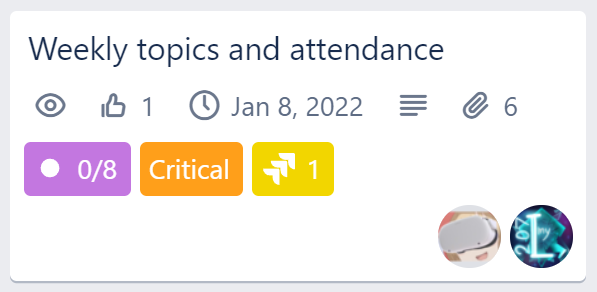 Weekly topics and attendance
1 Jan 8, 2022 6
0/8 Critical 1
L